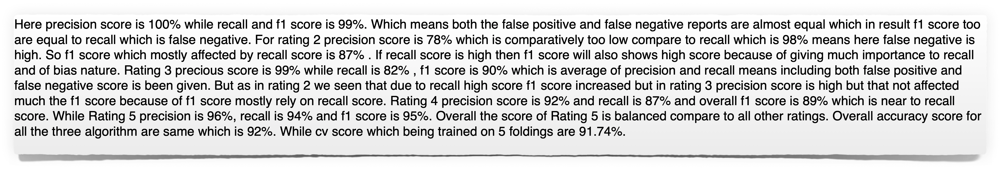 Here precision score is 100% while recall and f1 score is 99%. Which means both the false positive and false negative reports are almost equal which in result f1 score too
are equal to recall which is false negative. For rating 2 precision score is 78% which is comparatively too low compare to recall which is 98% means here false negative is
high. So f1 score which mostly affected by recall score is 87% . If recall score is high then f1 score will also shows high score because of giving much importance to recall
and of bias nature. Rating 3 precious score is 99% while recall is 82% , f1 score is 90% which is average of precision and recall means including both false positive and
false negative score is been given. But as in rating 2 we seen that due to recall high score f1 score increased but in rating 3 precision score is high but that not affected
much the f1 score because of f1 score mostly rely on recall score. Rating 4 precision score is 92% and recall is 87% and overall f1 score is 89% which is near to recall
score. While Rating 5 precision is 96%, recall is 94% and f1 score is 95%. Overall the score of Rating 5 is balanced compare to all other ratings. Overall accuracy score for
all the three algorithm are same which is 92%. While cv score which being trained on 5 foldings are 91.74%.